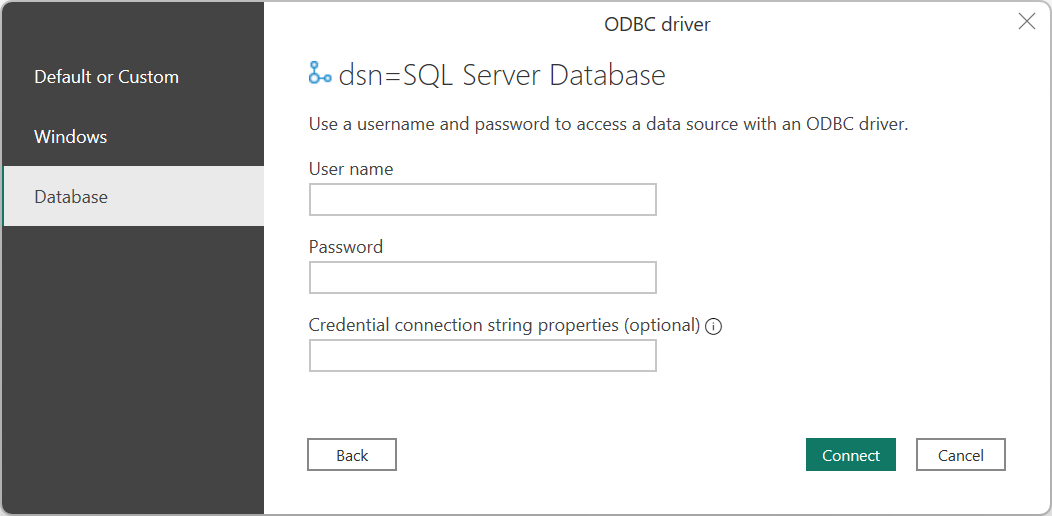 ODBC driver
Default or Custom
Windows
Database
dsn=SQL Server Database
Use a username and password to access a data source with an ODBC driver.
User name
Password
Credential connection string properties (optional)
Back
Connect
Cancel